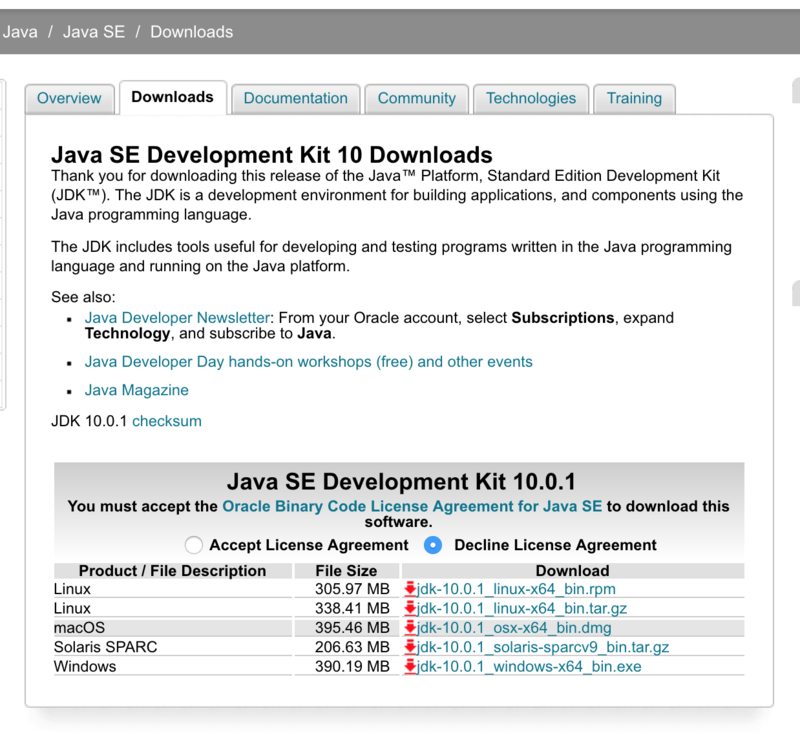 Java / Java SE / Downloads
Overview Downloads Documentation Community Technologies Training
Java SE Development Kit 10 Downloads
Thank you for downloading this release of the Java™ Platform, Standard Edition Development Kit
(JDK™). The JDK is a development environment for building applications, and components using the
Java programming language.
The JDK includes tools useful for developing and testing programs written in the Java programming
language and running on the Java platform.
See also:
Java Developer Newsletter: From your Oracle account, select Subscriptions, expand
Technology, and subscribe to Java.
Java Developer Day hands-on workshops (free) and other events
Java Magazine
JDK 10.0.1 checksum
Java SE Development Kit 10.0.1
You must accept the Oracle Binary Code License Agreement for Java SE to download this
software.
Accept License Agreement Decline License Agreement
Product / File Description File Size Download
Linux 305.97 MB jdk-10.0.1_linux-x64_bin.rpm
Linux 338.41 MB jdk-10.0.1_linux-x64_bin.tar.gz
macOS 395.46 MB jdk-10.0.1_osx-x64_bin.dmg
Solaris SPARC 206.63 MB jdk-10.0.1_solaris-sparcv9_bin.tar.gz
Windows 390.19 MB jdk-10.0.1_windows-x64_bin.exe